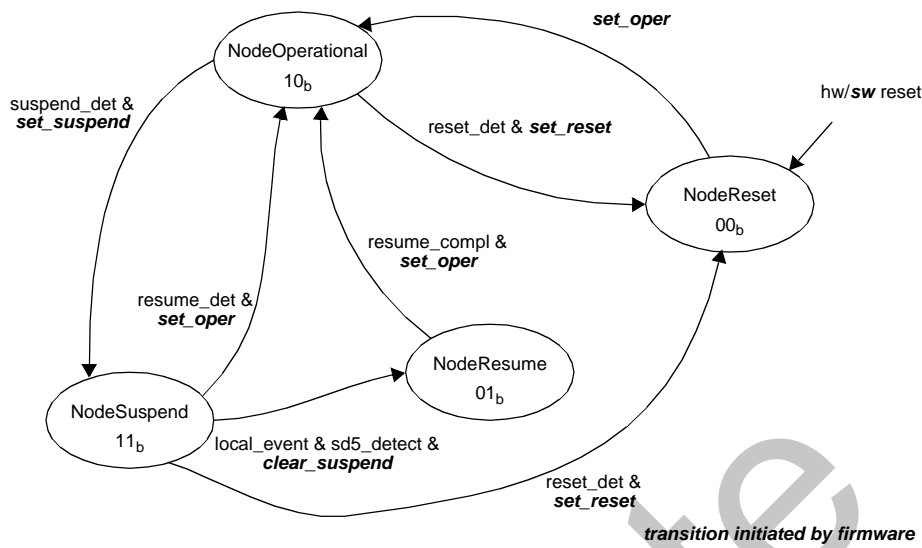 set_oper
NodeOperational
10b
hw/sw reset
suspend_det &
set_suspend
reset_det & set_reset
NodeReset
00b
resume_compl &
set_oper
resume_det &
set_oper
NodeResume
01b
NodeSuspend
11b
local_event & sd5_detect &
clear_suspend
reset_det &
set_reset
transition initiated by firmware